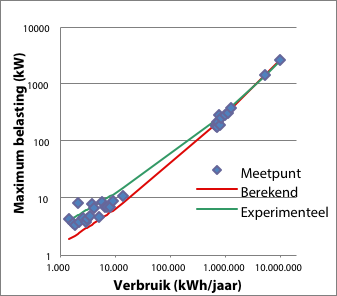 10000
1000
100
10
1
Maximum belasting (kW)
Meetpunt
Berekend
Experimenteel
1.000 10.000 100.000 1.000.000 10.000.000
Verbruik (kWh/jaar)